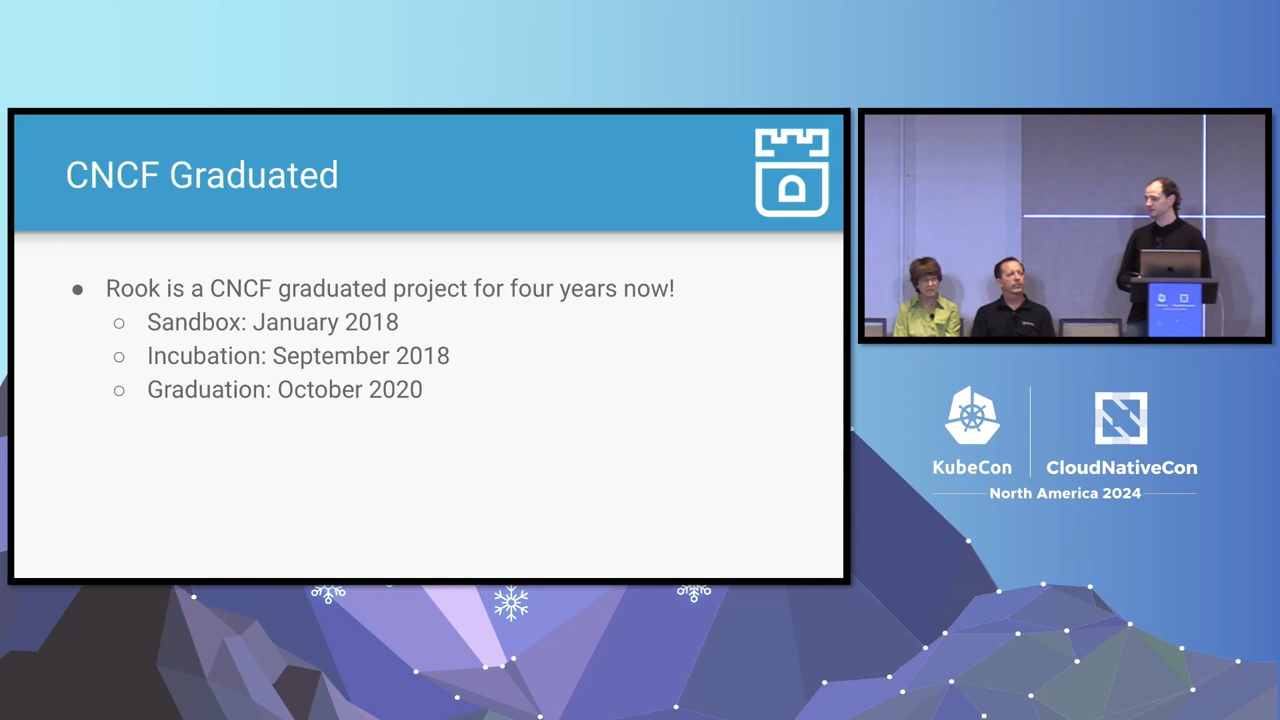 CNCF Graduated
● Rook is a CNCF graduated project for four years now!
○ Sandbox: January 2018
○ Incubation: September 2018
○ Graduation: October 2020
KubeCon
CloudNativeCon
North America 2024